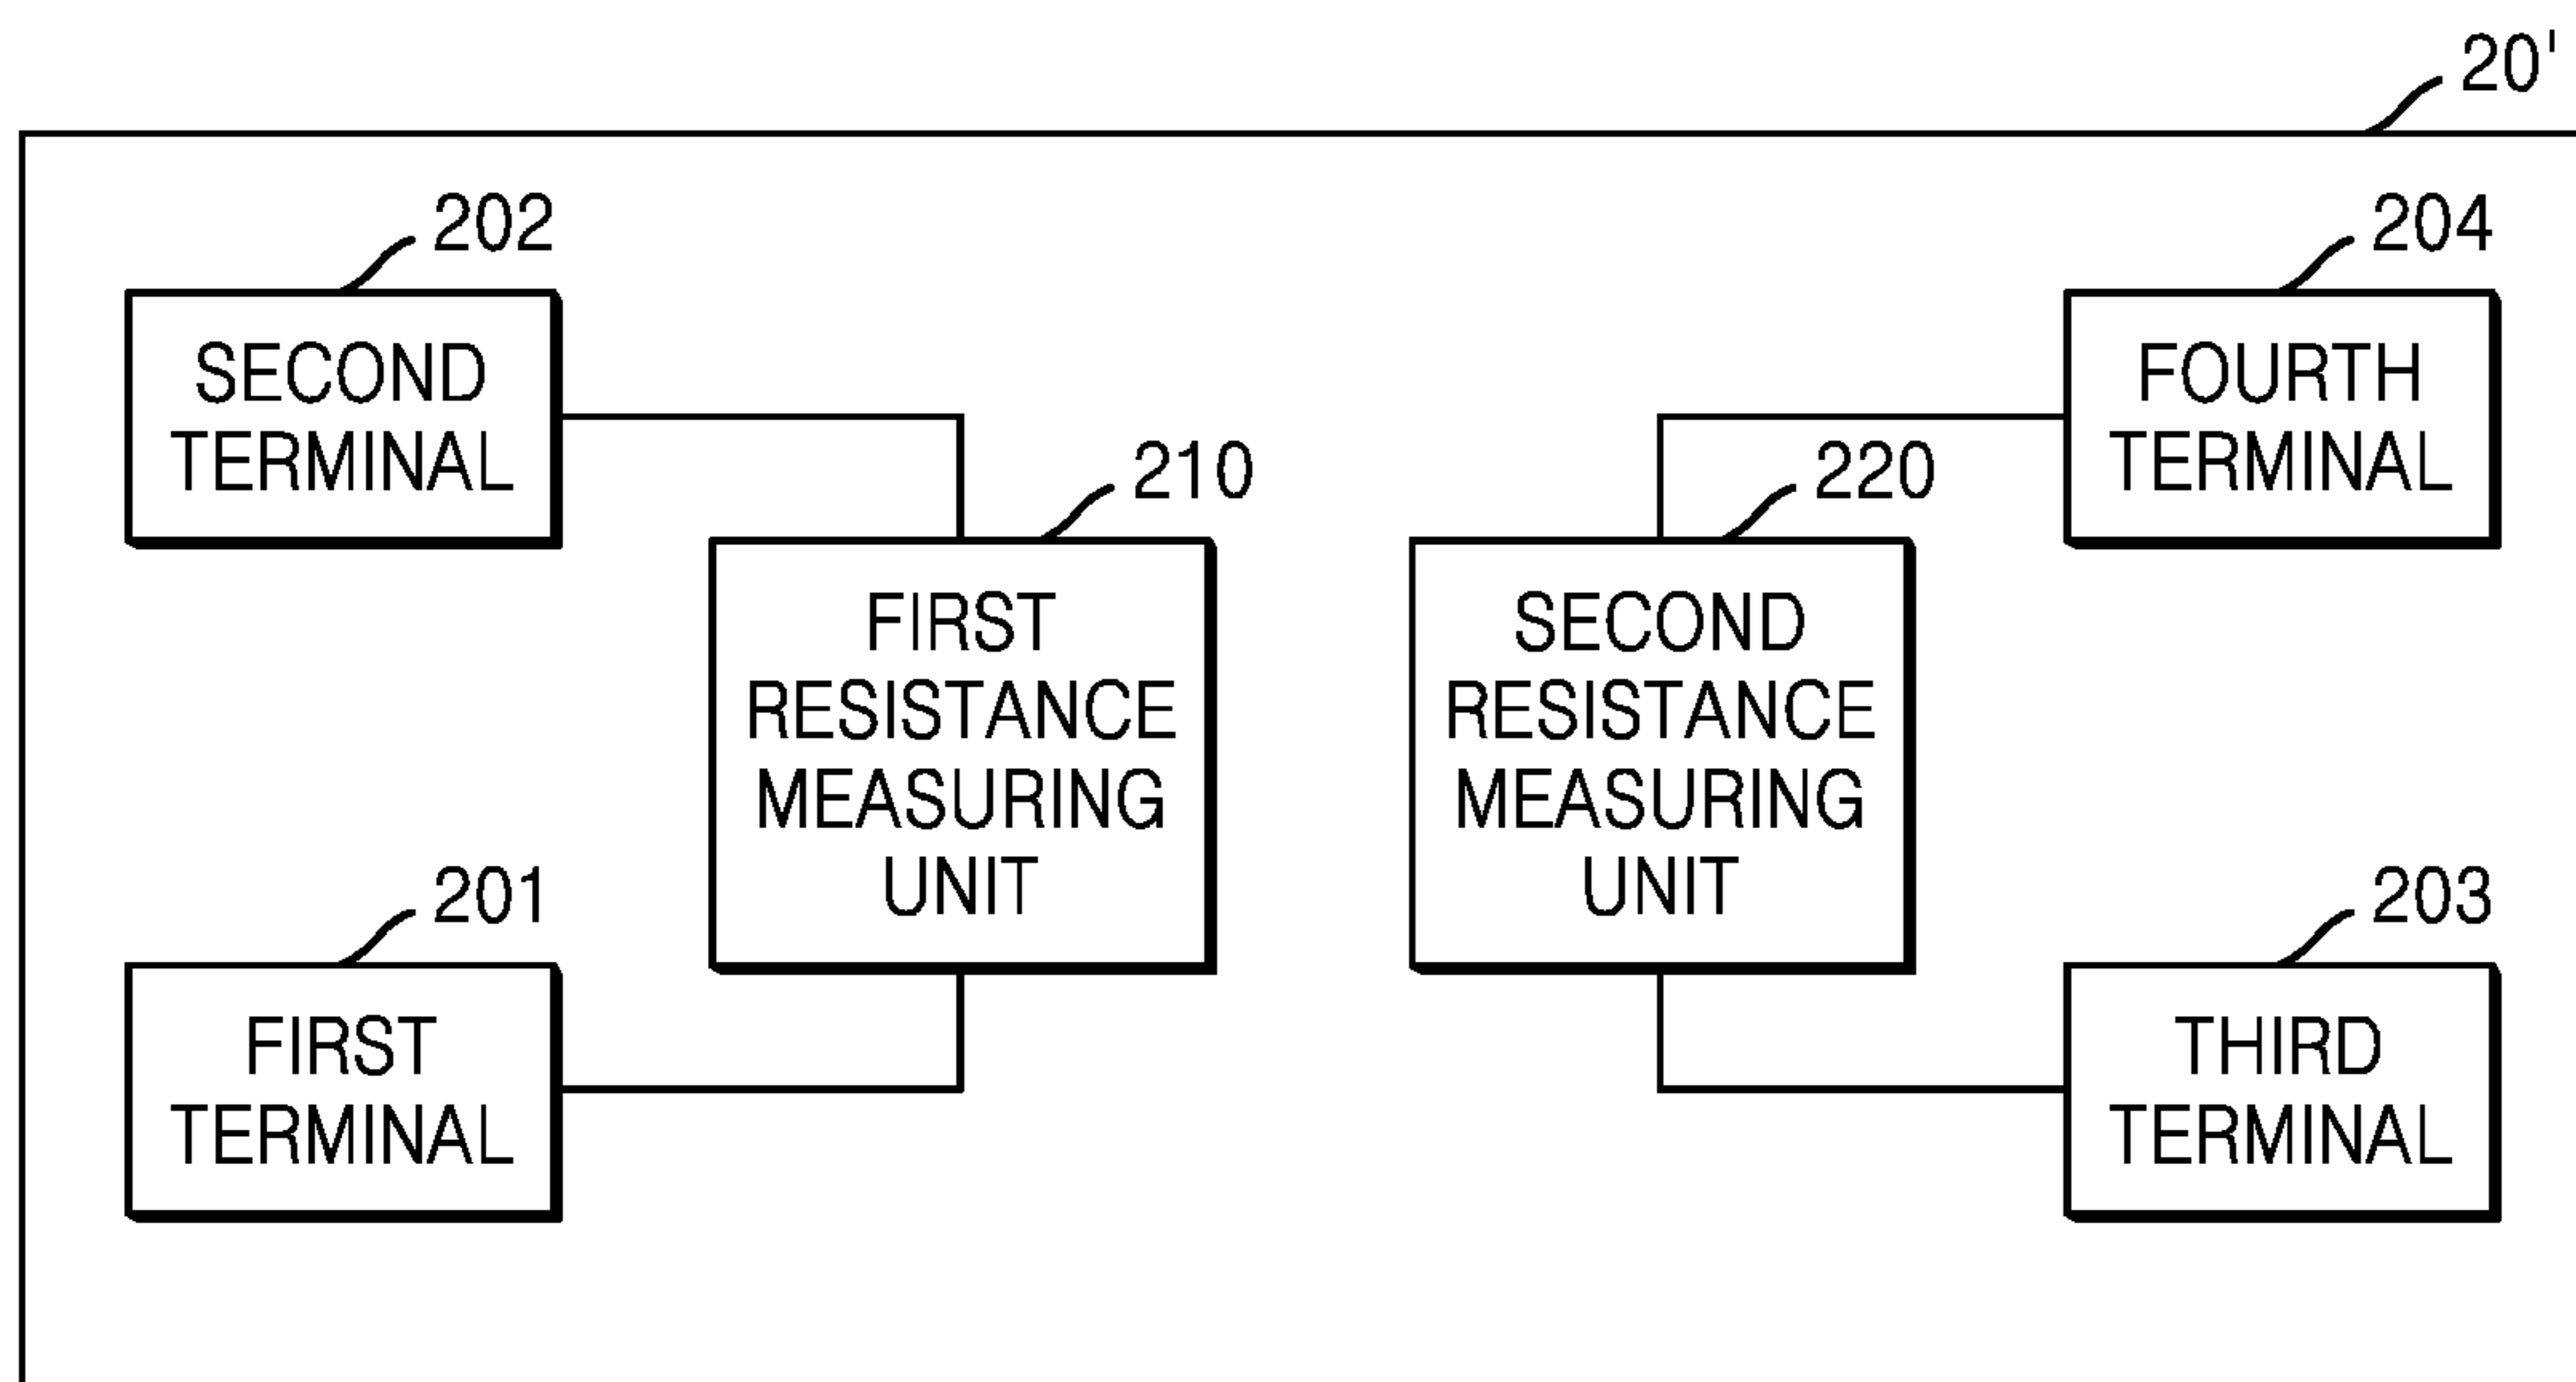 20'
202
204
SECOND
TERMINAL
FOURTH
TERMINAL
210
220
FIRST
RESISTANCE
MEASURING
UNIT
SECOND
RESISTANCE
MEASURING
UNIT
201
203
FIRST
TERMINAL
THIRD
TERMINAL